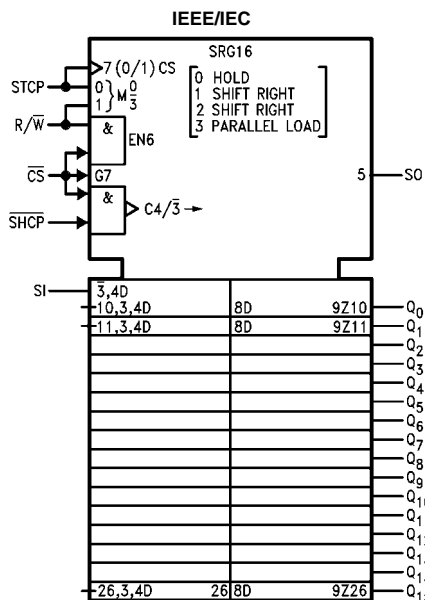 IEEE/IEC
SRG16
7 (0/1) CS
STCP
0 } M 0/3
1
R/W̅
0 HOLD
1 SHIFT RIGHT
2 SHIFT RIGHT
3 PARALLEL LOAD
&
EN6
C̅S̅
G7
5
SO
&
S̅H̅C̅P̅
C4/3̅ →
SI
3̅,4D
10,3,4D 8D 9Z10 Q0
11,3,4D 8D 9Z11 Q1
Q2
Q3
Q4
Q5
Q6
Q7
Q8
Q9
26,3,4D 26 8D 9Z26